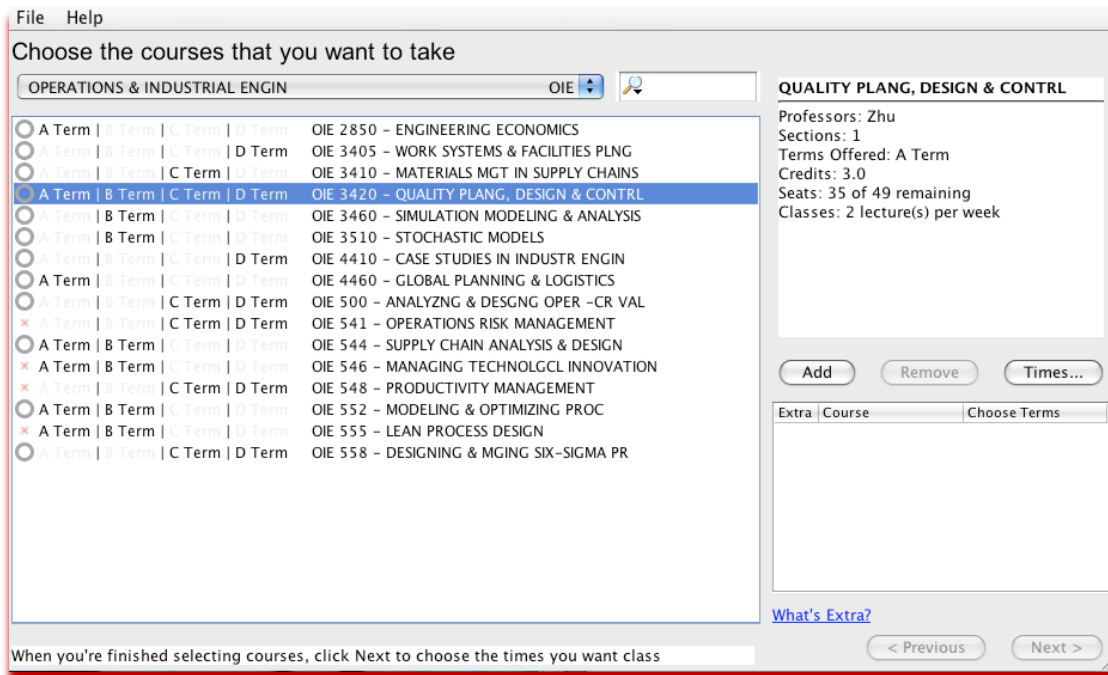 File Help
Choose the courses that you want to take
OPERATIONS & INDUSTRIAL ENGIN OIE
A Term | B Term | C Term | D Term OIE 2850 – ENGINEERING ECONOMICS
A Term | B Term | C Term | D Term OIE 3405 – WORK SYSTEMS & FACILITIES PLNG
A Term | B Term | C Term | D Term OIE 3410 – MATERIALS MGT IN SUPPLY CHAINS
A Term | B Term | C Term | D Term OIE 3420 – QUALITY PLANG, DESIGN & CONTRL
A Term | B Term | C Term | D Term OIE 3460 – SIMULATION MODELING & ANALYSIS
A Term | B Term | C Term | D Term OIE 3510 – STOCHASTIC MODELS
A Term | B Term | C Term | D Term OIE 4410 – CASE STUDIES IN INDUSTR ENGIN
A Term | B Term | C Term | D Term OIE 4460 – GLOBAL PLANNING & LOGISTICS
A Term | B Term | C Term | D Term OIE 500 – ANALYZNG & DESGNG OPER –CR VAL
A Term | B Term | C Term | D Term OIE 541 – OPERATIONS RISK MANAGEMENT
A Term | B Term | C Term | D Term OIE 544 – SUPPLY CHAIN ANALYSIS & DESIGN
A Term | B Term | C Term | D Term OIE 546 – MANAGING TECHNOLGCL INNOVATION
A Term | B Term | C Term | D Term OIE 548 – PRODUCTIVITY MANAGEMENT
A Term | B Term | C Term | D Term OIE 552 – MODELING & OPTIMIZING PROC
A Term | B Term | C Term | D Term OIE 555 – LEAN PROCESS DESIGN
A Term | B Term | C Term | D Term OIE 558 – DESIGNING & MGING SIX–SIGMA PR
When you're finished selecting courses, click Next to choose the times you want class
QUALITY PLANG, DESIGN & CONTRL
Professors: Zhu
Sections: 1
Terms Offered: A Term
Credits: 3.0
Seats: 35 of 49 remaining
Classes: 2 lecture(s) per week
Add Remove Times...
Extra Course Choose Terms
What's Extra?
< Previous Next >